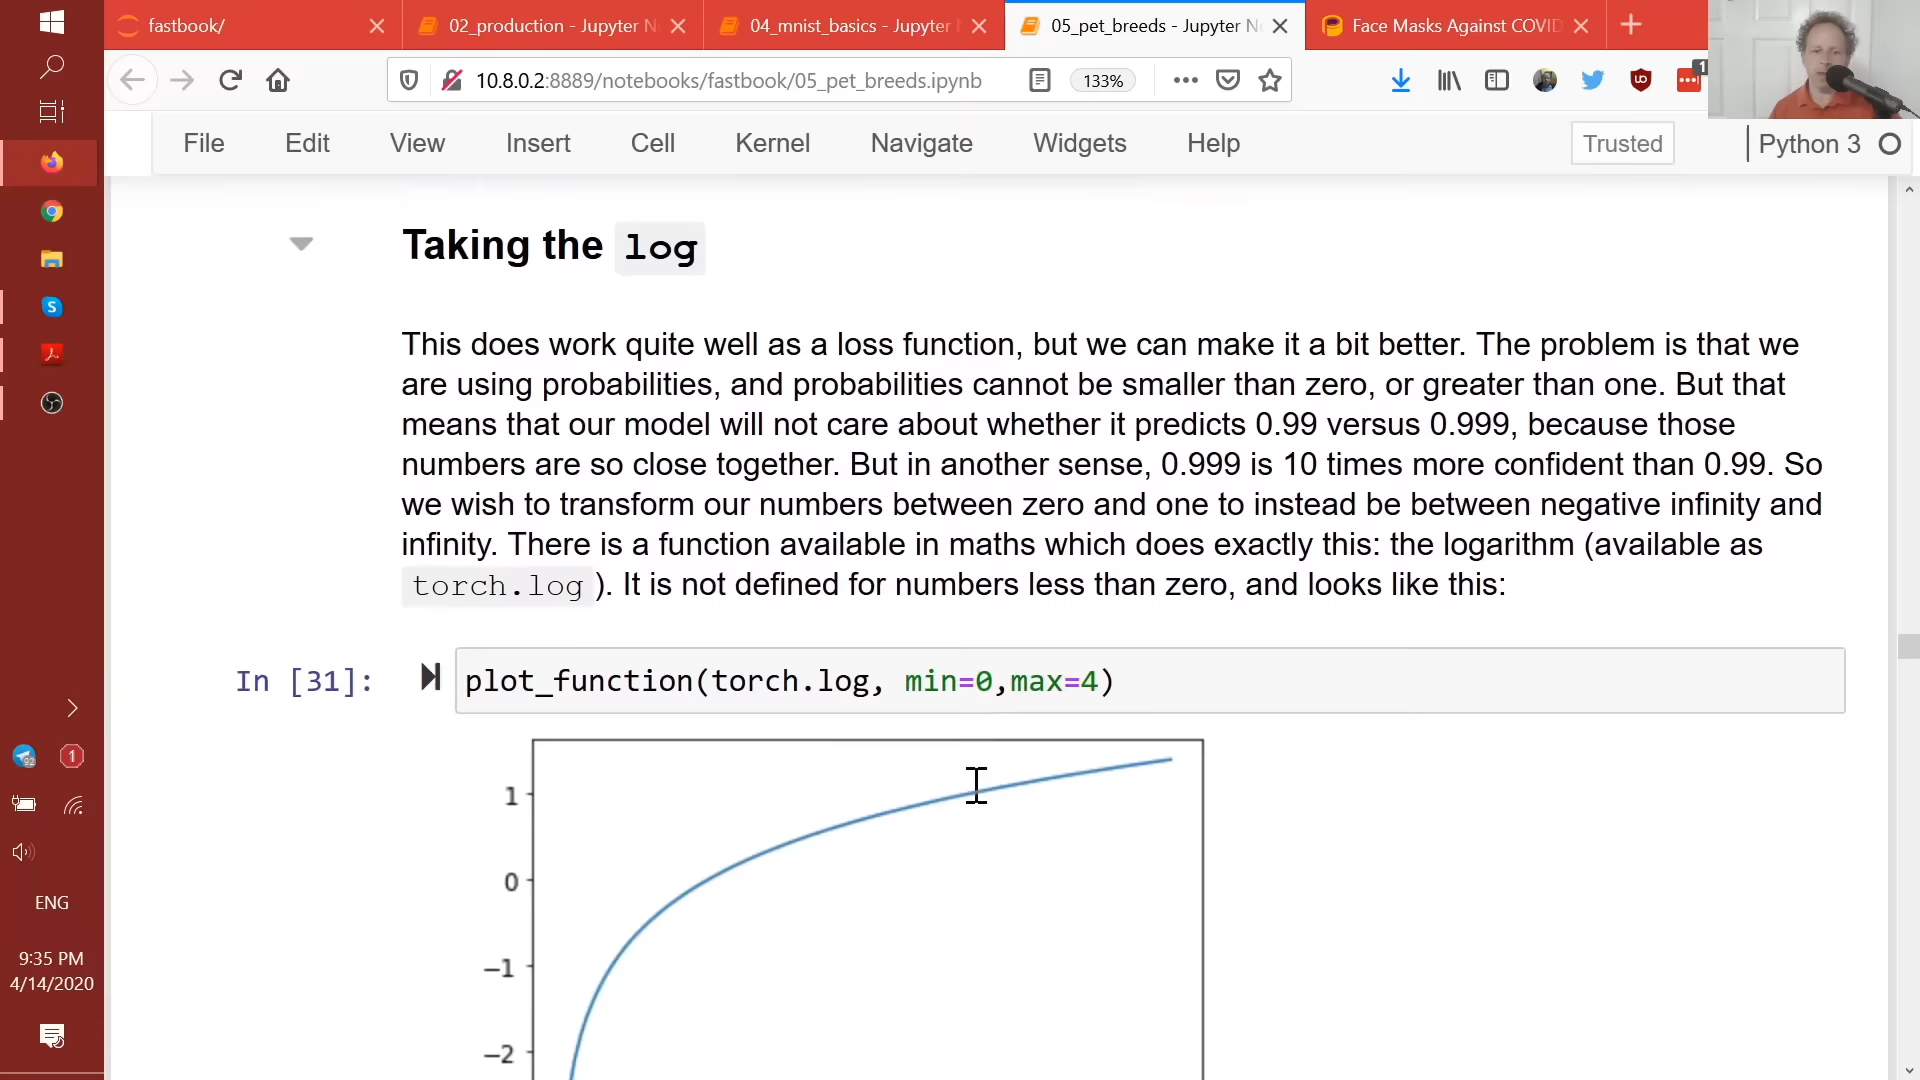 fastbook/
02_production - Jupyter N
04_mnist_basics - Jupyter
05_pet_breeds - Jupyter N
Face Masks Against COVID
10.8.0.2:8889/notebooks/fastbook/05_pet_breeds.ipynb
133%
1
File Edit View Insert Cell Kernel Navigate Widgets Help
Trusted
Python 3
Taking the log
This does work quite well as a loss function, but we can make it a bit better. The problem is that we
are using probabilities, and probabilities cannot be smaller than zero, or greater than one. But that
means that our model will not care about whether it predicts 0.99 versus 0.999, because those
numbers are so close together. But in another sense, 0.999 is 10 times more confident than 0.99. So
we wish to transform our numbers between zero and one to instead be between negative infinity and
infinity. There is a function available in maths which does exactly this: the logarithm (available as
torch.log ). It is not defined for numbers less than zero, and looks like this:
In [31]:
plot_function(torch.log, min=0,max=4)
1
0
−1
−2
92
1
ENG
9:35 PM
4/14/2020